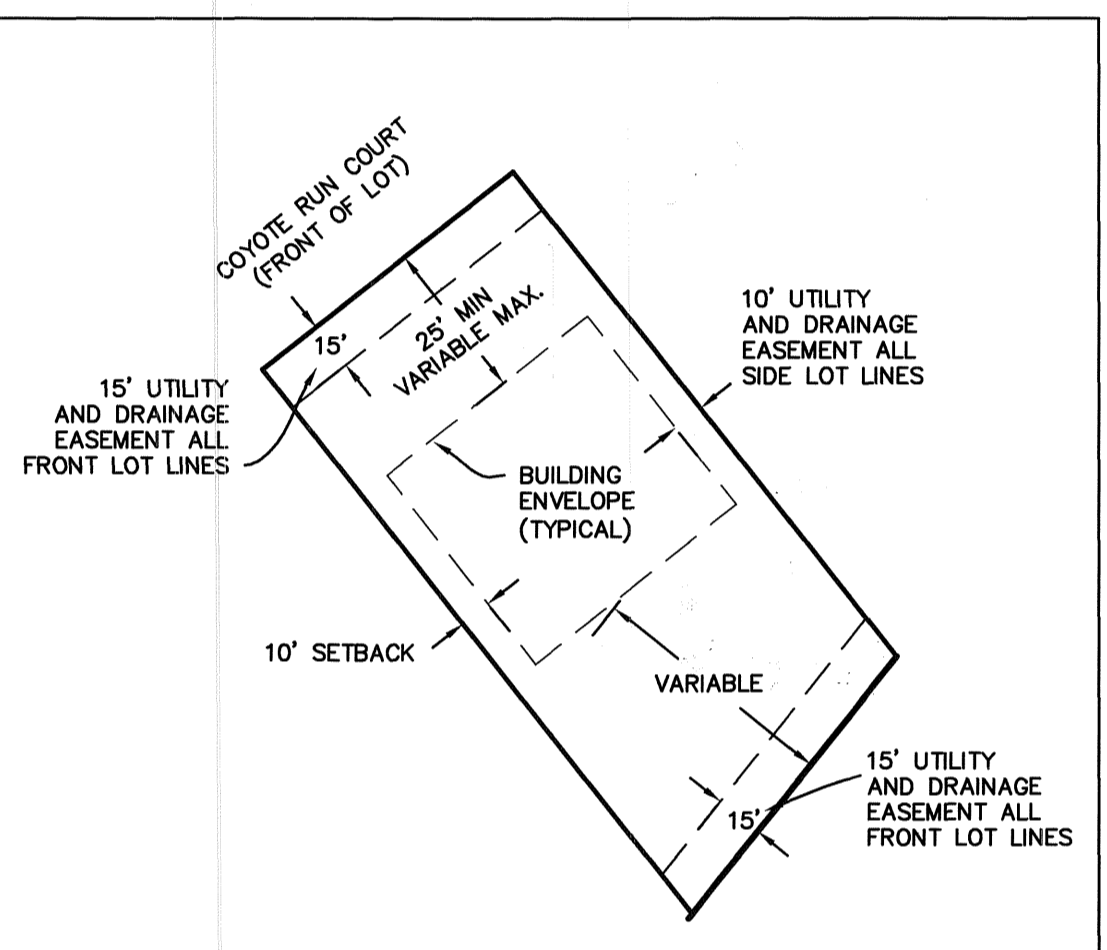 COYOTE RUN COURT
(FRONT OF LOT)
15'
25' MIN
VARIABLE MAX.
10' UTILITY
AND DRAINAGE
EASEMENT ALL
SIDE LOT LINES
15' UTILITY
AND DRAINAGE
EASEMENT ALL
FRONT LOT LINES
BUILDING
ENVELOPE
(TYPICAL)
10' SETBACK
VARIABLE
15'
15' UTILITY
AND DRAINAGE
EASEMENT ALL
FRONT LOT LINES